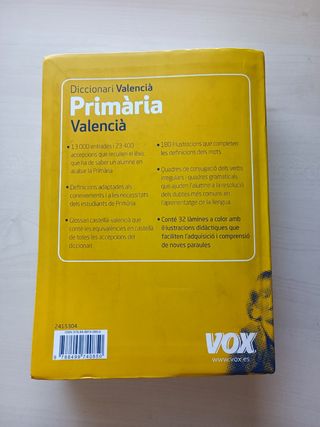 Diccionari Valencià
Primària
Valencià
• 13 000 entrades i 23 400
accepcions que recullen el lèxic
que ha de saber un alumne en
acabar la Primària
• Definicions adaptades als
coneixements i a les necessitats
dels estudiants de Primària
• Glossari castellà-valencià que
conté les equivalències en castellà
de totes les accepcions del
diccionari
• 180 il·lustracions que completen
les definicions dels mots
• Quadres de conjugació dels verbs
irregulars i quadres gramaticals
que ajuden l'alumne a la resolució
dels dubtes més comuns en
l'aprenentatge de la llengua
• Conté 32 làmines a color amb
il·lustracions didàctiques que
faciliten l'adquisició i comprensió
de noves paraules
2415304
9 788499 740850
VOX
www.vox.es